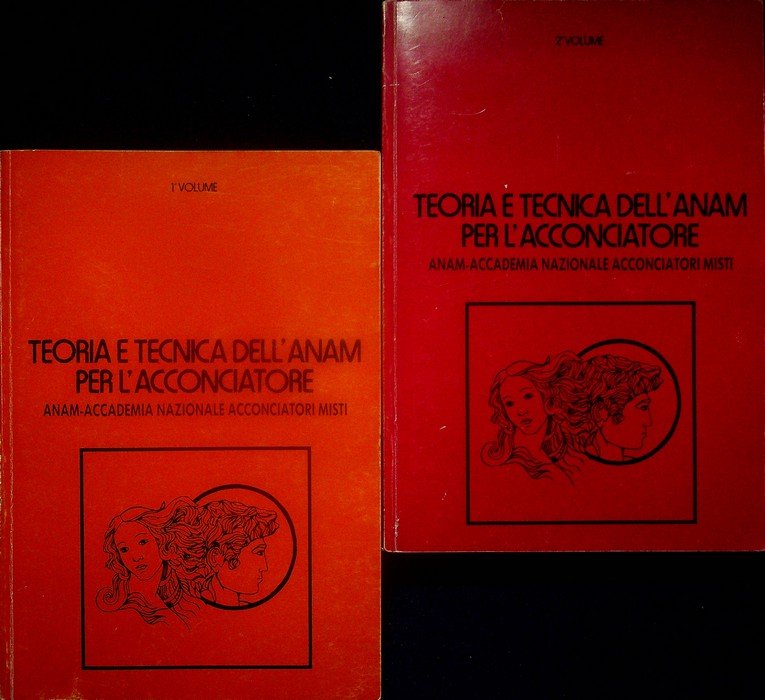 1° VOLUME
TEORIA E TECNICA DELL'ANAM
PER L'ACCONCIATORE
ANAM-ACCADEMIA NAZIONALE ACCONCIATORI MISTI
2° VOLUME
TEORIA E TECNICA DELL'ANAM
PER L'ACCONCIATORE
ANAM-ACCADEMIA NAZIONALE ACCONCIATORI MISTI